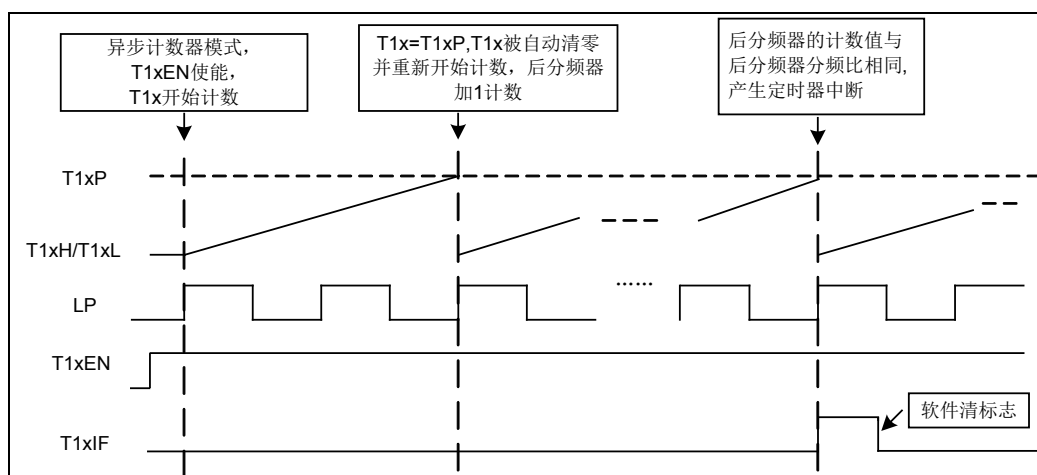 异步计数器模式，
T1xEN使能，
T1x开始计数
T1x=T1xP,T1x被自动清零
并重新开始计数，后分频器
加1计数
后分频器的计数值与
后分频器分频比相同,
产生定时器中断
T1xP
T1xH/T1xL
LP
……
T1xEN
软件清标志
T1xIF